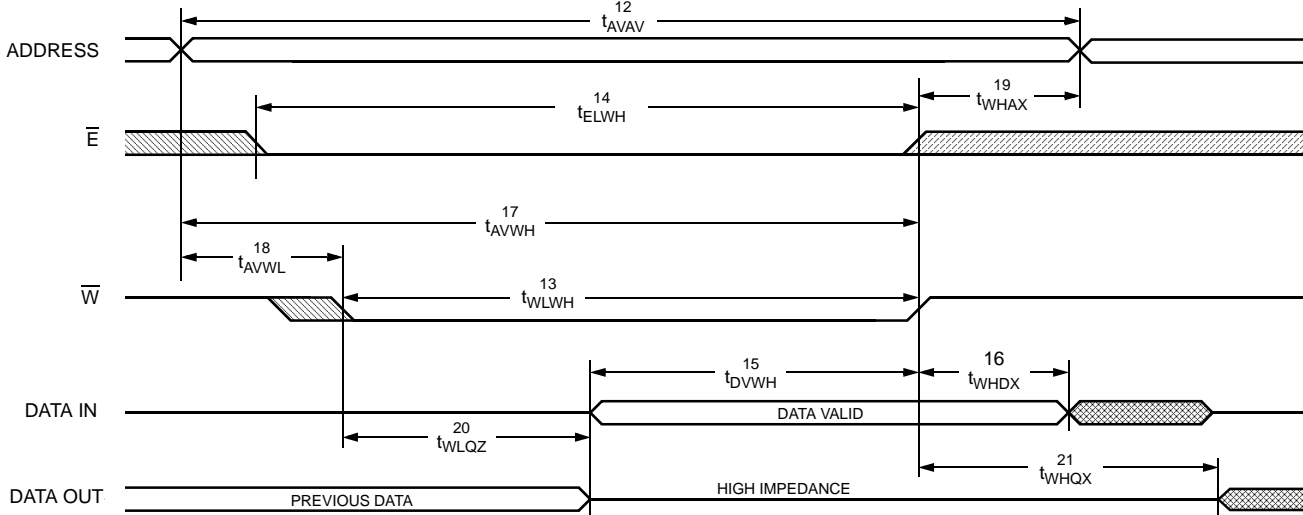 12
tAVAV
ADDRESS
19
tWHAX
14
tELWH
E̅
17
tAVWH
18
tAVWL
W̅
13
tWLWH
15
tDVWH
16
tWHDX
DATA IN
DATA VALID
20
tWLQZ
21
tWHQX
DATA OUT
PREVIOUS DATA
HIGH IMPEDANCE